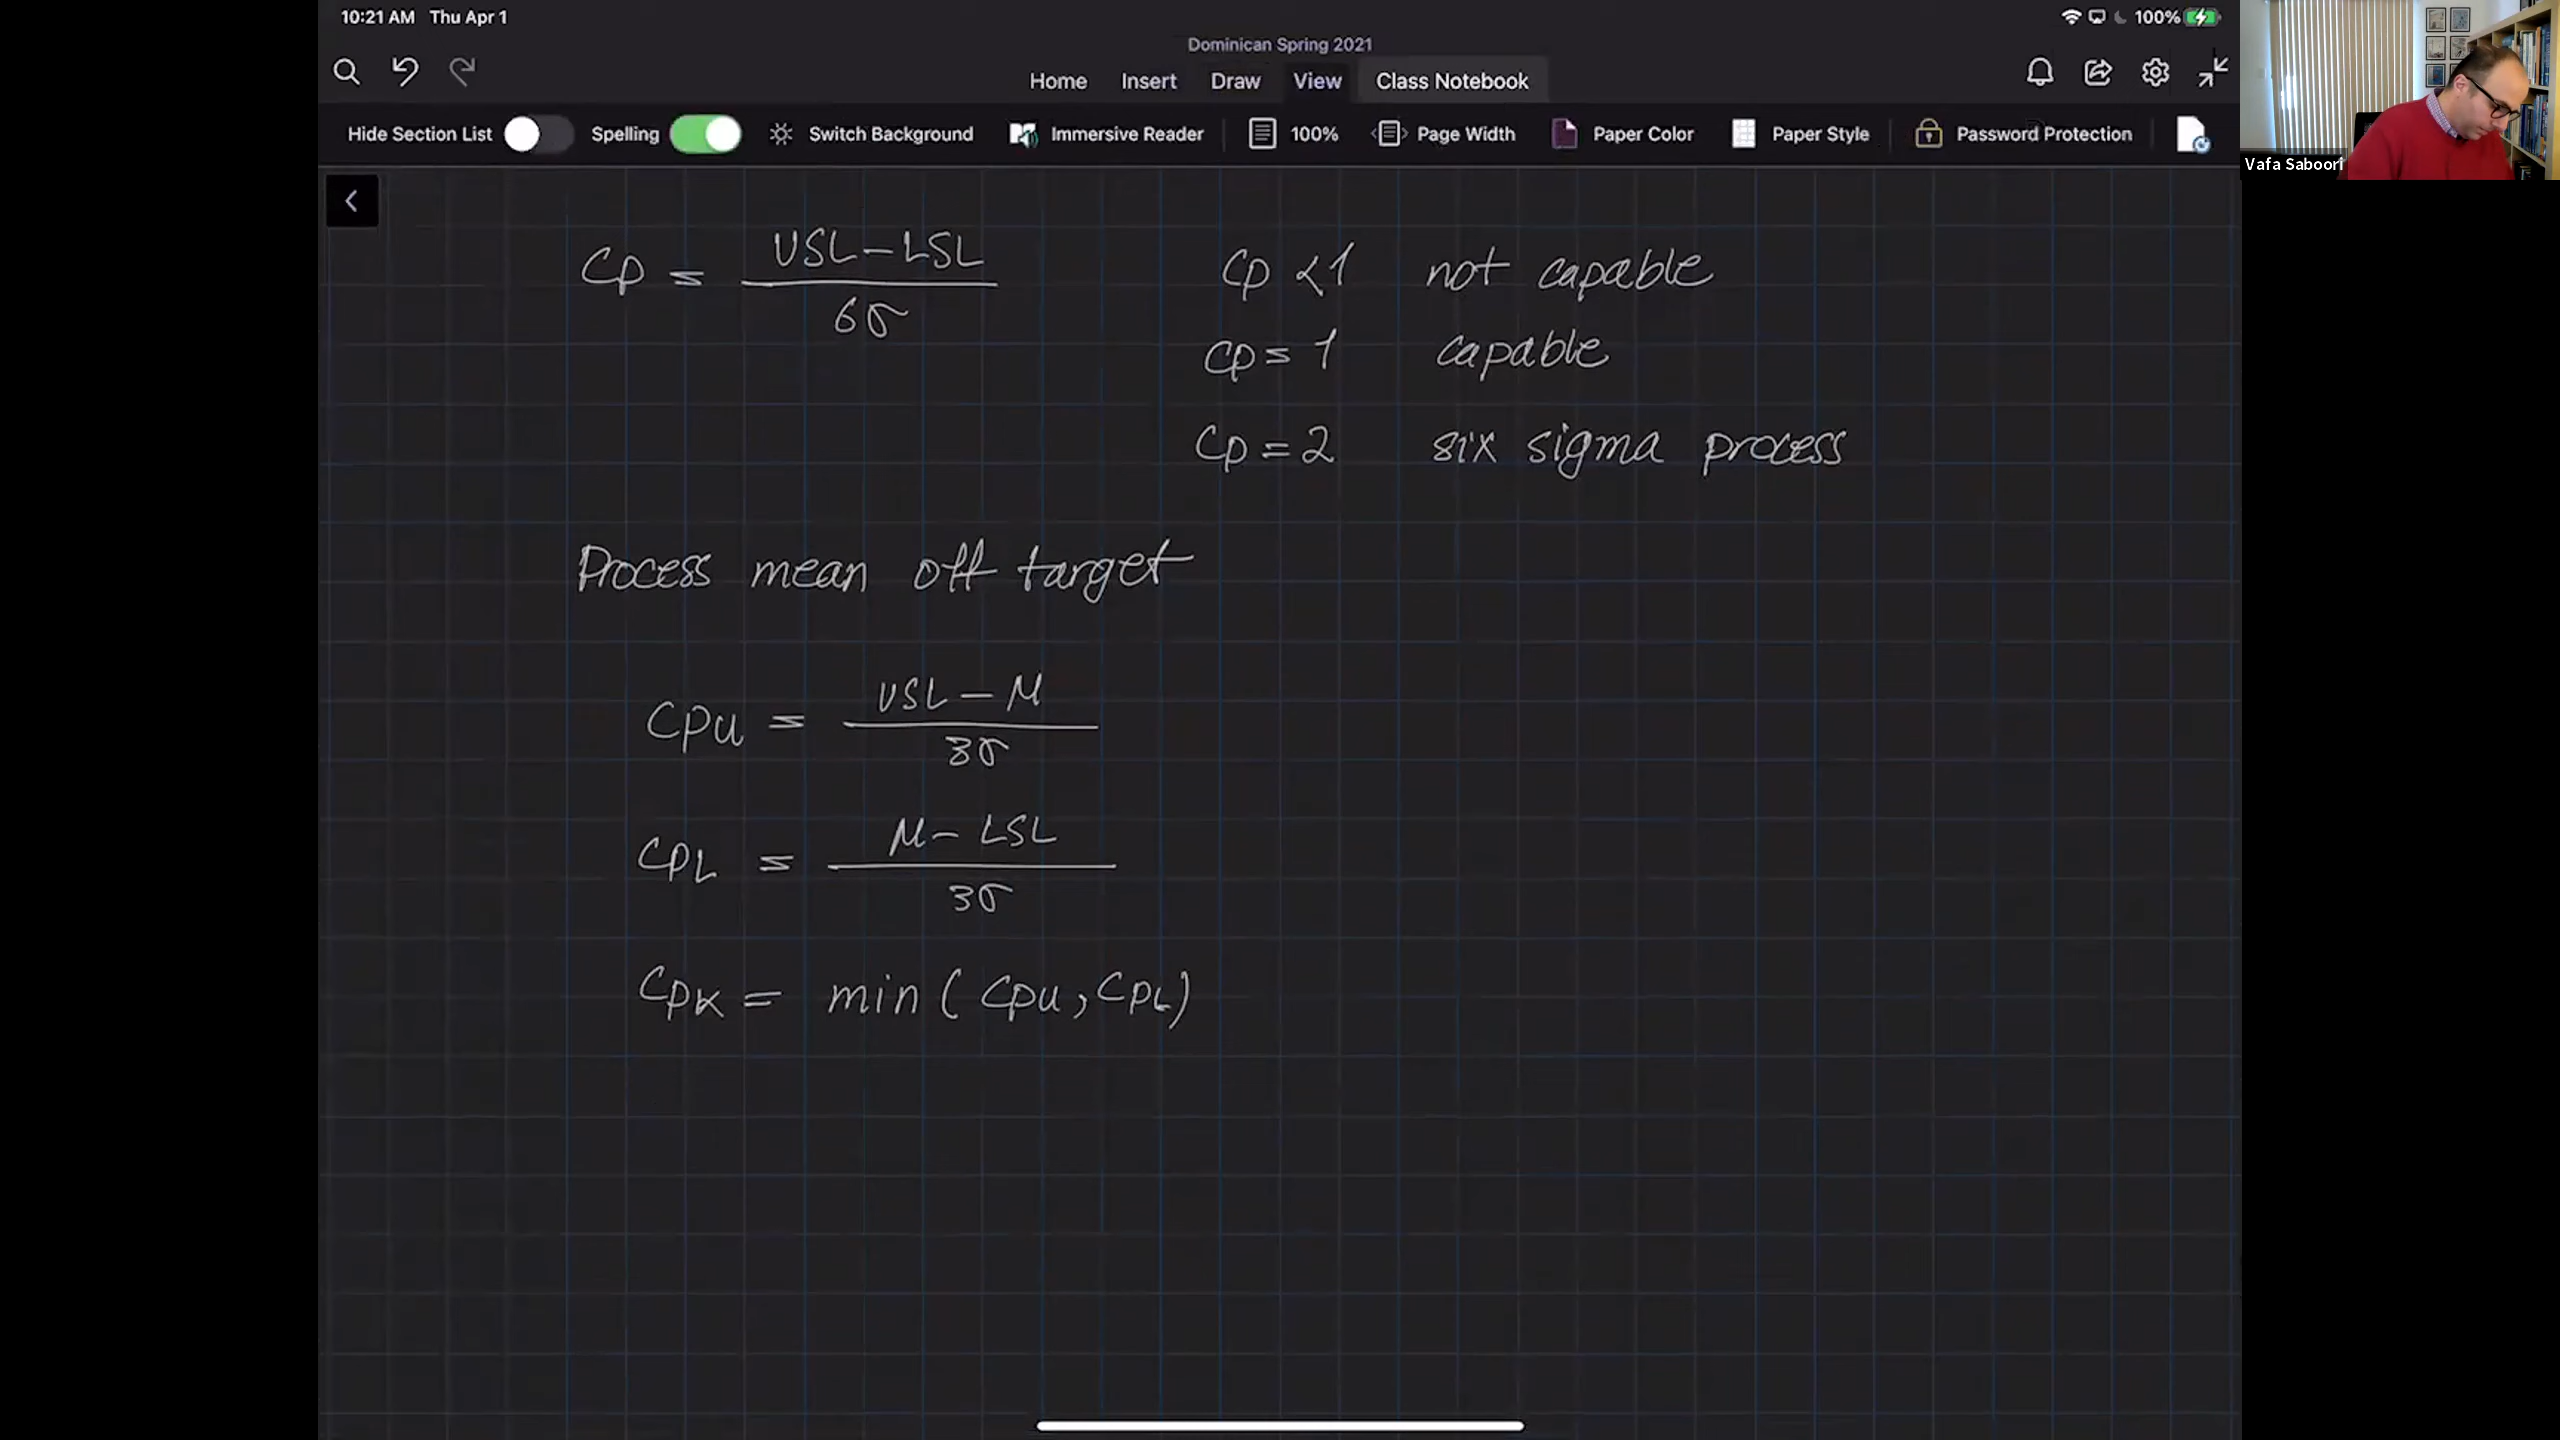 10:21 AM Thu Apr 1
100%
Dominican Spring 2021
Home Insert Draw View Class Notebook
Hide Section List Spelling Switch Background Immersive Reader 100% Page Width Paper Color Paper Style Password Protection
Vafa Saboori
Cp = USL - LSL / 6σ
Cp < 1 not capable
Cp = 1 capable
Cp = 2 six sigma process
Process mean off target
CPU = USL - M / 3σ
CPL = M - LSL / 3σ
CPK = min ( CPU, CPL )